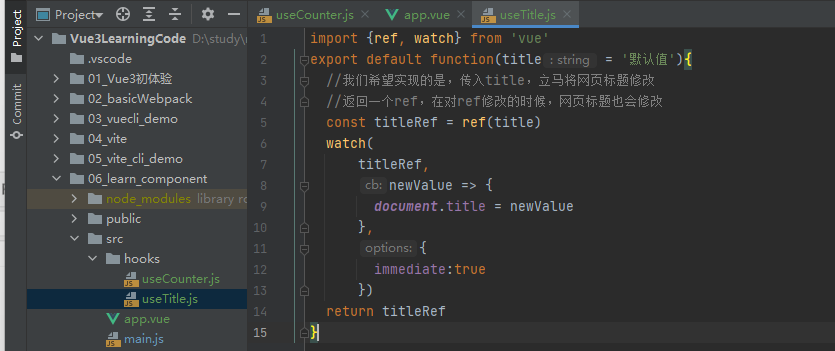 Project
Commit
Project
Vue3LearningCode D:\study\
.vscode
01_Vue3初体验
02_basicWebpack
03_vuecli_demo
04_vite
05_vite_cli_demo
06_learn_component
node_modules library ro
public
src
hooks
useCounter.js
useTitle.js
app.vue
main.js
useCounter.js
app.vue
useTitle.js
1 import {ref, watch} from 'vue'
2 export default function(title : string = '默认值'){
3 //我们希望实现的是，传入title，立马将网页标题修改
4 //返回一个ref，在对ref修改的时候，网页标题也会修改
5 const titleRef = ref(title)
6 watch(
7 titleRef,
8 cb: newValue => {
9 document.title = newValue
10 },
11 options: {
12 immediate:true
13 })
14 return titleRef
15 }